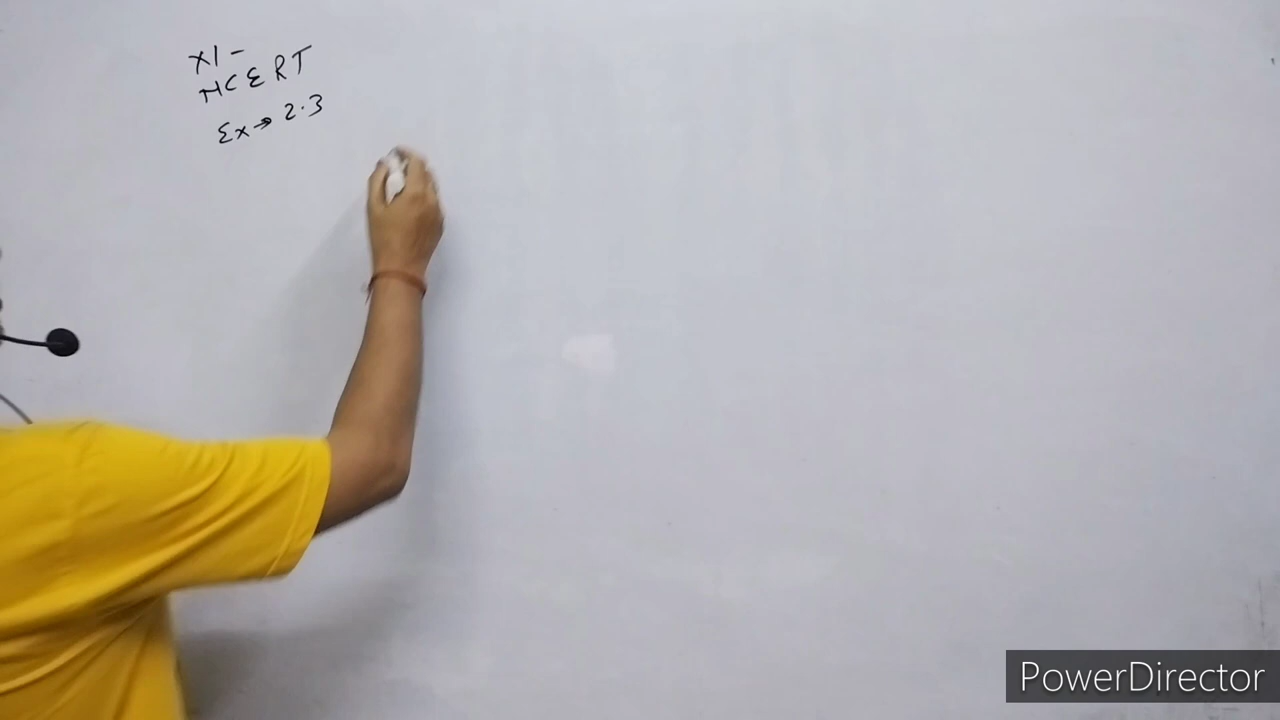 XI -
NCERT
Ex → 2.3
PowerDirector